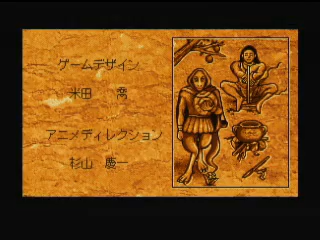 ゲームデザイン
米田 喬
アニメディレクション
杉山 慶一